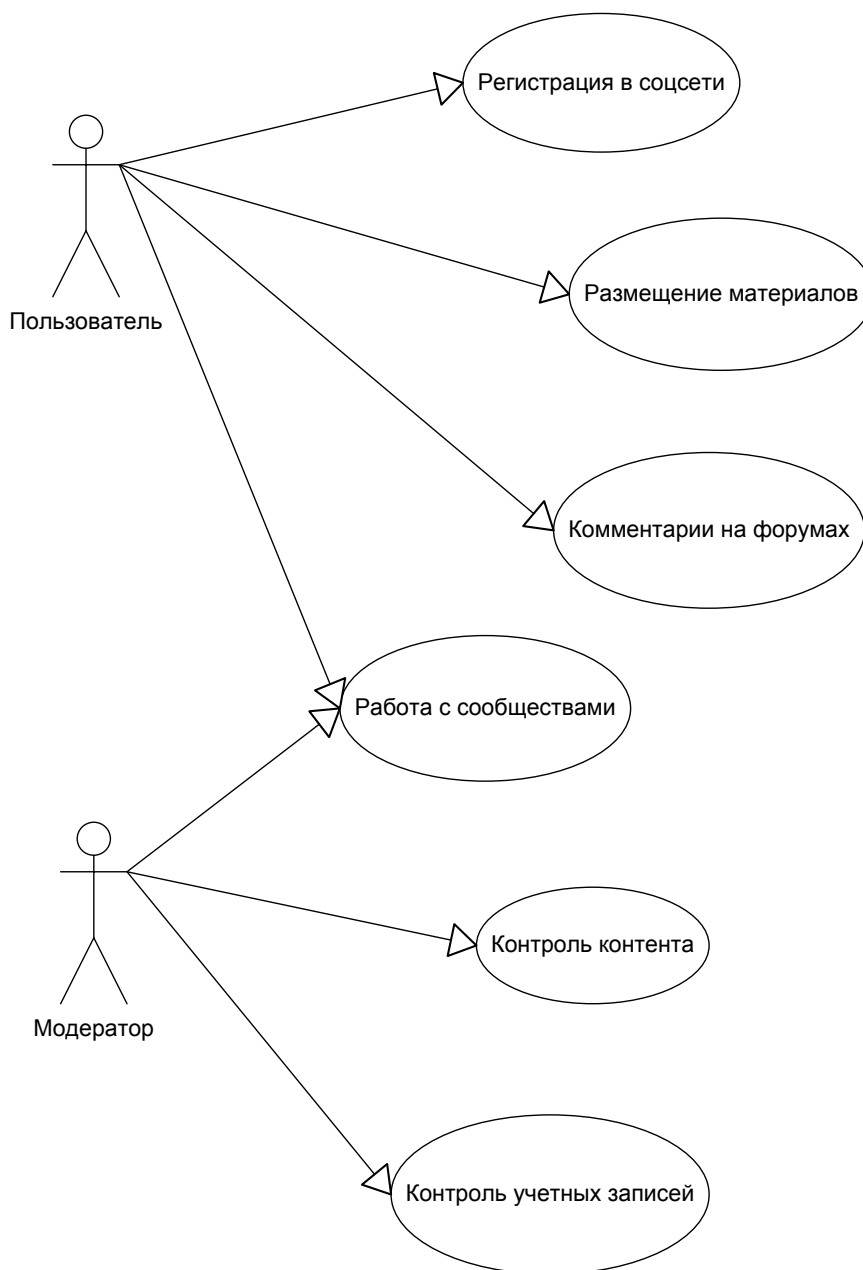 Регистрация в соцсети
Размещение материалов
Пользователь
Комментарии на форумах
Работа с сообществами
Контроль контента
Модератор
Контроль учетных записей